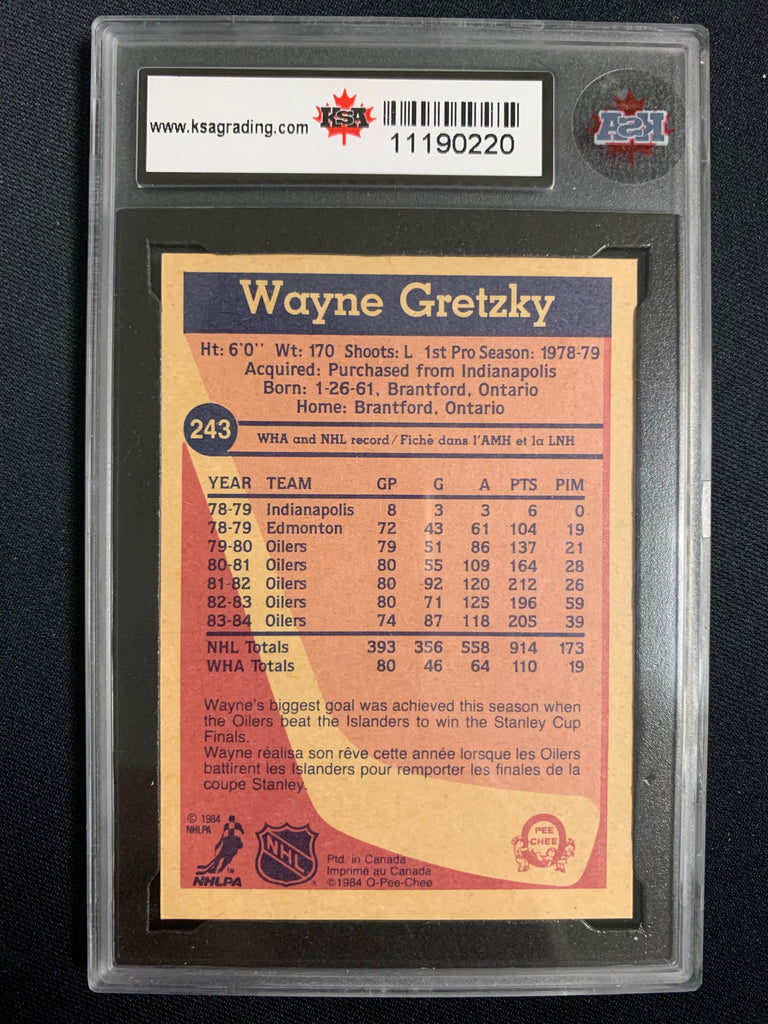 www.ksagrading.com
KSA
11190220
KSA
Wayne Gretzky
Ht: 6'0'' Wt: 170 Shoots: L 1st Pro Season: 1978-79
Acquired: Purchased from Indianapolis
Born: 1-26-61, Brantford, Ontario
Home: Brantford, Ontario
243
WHA and NHL record/Fiché dans l'AMH et la LNH
YEAR TEAM GP G A PTS PIM
78-79 Indianapolis 8 3 3 6 0
78-79 Edmonton 72 43 61 104 19
79-80 Oilers 79 51 86 137 21
80-81 Oilers 80 55 109 164 28
81-82 Oilers 80 92 120 212 26
82-83 Oilers 80 71 125 196 59
83-84 Oilers 74 87 118 205 39
NHL Totals 393 356 558 914 173
WHA Totals 80 46 64 110 19
Wayne's biggest goal was achieved this season when
the Oilers beat the Islanders to win the Stanley Cup
Finals.
Wayne réalisa son rêve cette année lorsque les Oilers
battirent les Islanders pour remporter les finales de la
coupe Stanley.
© 1984
NHLPA
TM
NHLPA
NHL
®
Ptd. in Canada
Imprimé au Canada
©1984 O-Pee-Chee
PEE
CHEE